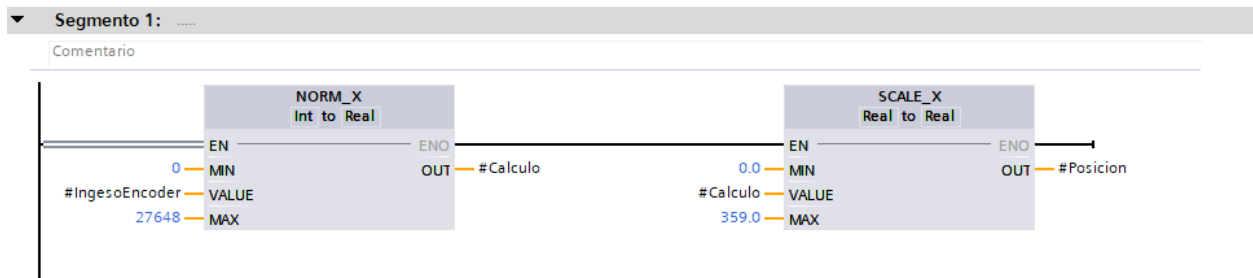 Segmento 1: .....
Comentario
NORM_X SCALE_X
Int to Real Real to Real
EN ENO EN ENO
0 MIN OUT #Calculo 0.0 MIN OUT #Posicion
#IngesoEncoder VALUE #Calculo VALUE
27648 MAX 359.0 MAX